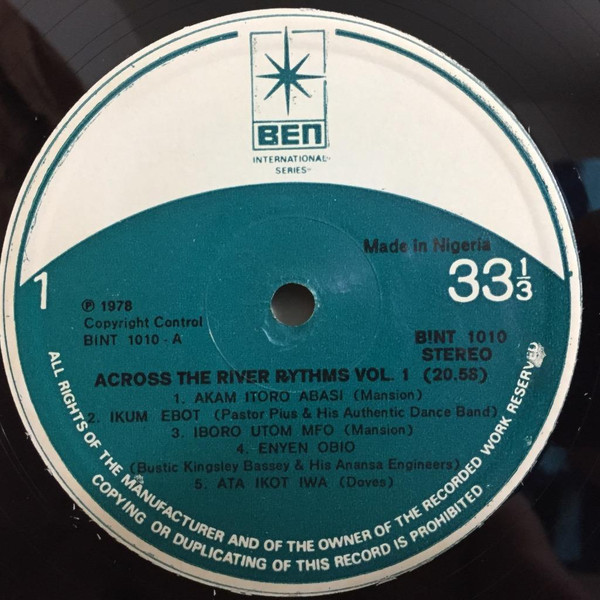 BEN
INTERNATIONAL
SERIES
Made in Nigeria
1
33 1/3
℗ 1978
Copyright Control
BINT 1010 - A
BINT 1010
STEREO
ACROSS THE RIVER RYTHMS VOL. 1 (20.58)
1. AKAM ITORO ABASI (Mansion)
2. IKUM EBOT (Pastor Pius & His Authentic Dance Band)
3. IBORO UTOM MFO (Mansion)
4. ENYEN OBIO
(Bustic Kingsley Bassey & His Anansa Engineers)
5. ATA IKOT IWA (Doves)
ALL RIGHTS OF THE MANUFACTURER AND OF THE OWNER OF THE RECORDED WORK RESERVED
COPYING OR DUPLICATING OF THIS RECORD IS PROHIBITED